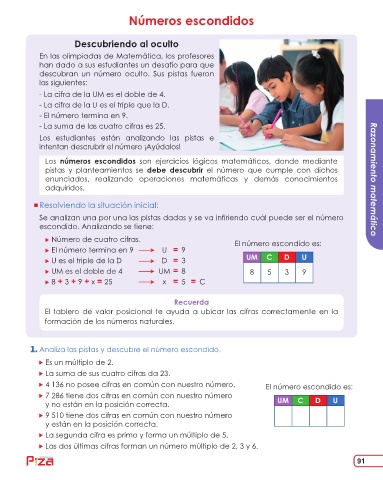 Números escondidos
Descubriendo al oculto
En las olimpiadas de Matemática, los profesores
han dado a sus estudiantes un desafío para que
descubran un número oculto. Sus pistas fueron
las siguientes:
- La cifra de la UM es el doble de 4.
- La cifra de la U es el triple que la D.
- El número termina en 9.
- La suma de las cuatro cifras es 25.
Los estudiantes están analizando las pistas e
intentan descrubrir el número ¡Ayúdalos!
Los números escondidos son ejercicios lógicos matemáticos, donde mediante
pistas y planteamientos se debe descubrir el número que cumple con dichos
enunciados, realizando operaciones matemáticas y demás conocimientos
adquiridos.
Resolviendo la situación inicial:
Se analizan una por una las pistas dadas y se va infiriendo cuál puede ser el número
escondido. Analizando se tiene:
Número de cuatro cifras.
El número termina en 9 → U = 9
U es el triple de la D → D = 3
UM es el doble de 4 → UM = 8
8 + 3 + 9 + x = 25 → x = 5 = C
El número escondido es:
UM C D U
8 5 3 9
Recuerda
El tablero de valor posicional te ayuda a ubicar las cifras correctamente en la
formación de los números naturales.
1. Analiza las pistas y descubre el número escondido.
Es un múltiplo de 2.
La suma de sus cuatro cifras da 23.
4 136 no posee cifras en común con nuestro número.
7 286 tiene dos cifras en común con nuestro número
y no están en la posición correcta.
9 510 tiene dos cifras en común con nuestro número
y están en la posición correcta.
La segunda cifra es primo y forma un múltiplo de 5.
Las dos últimas cifras forman un número múltiplo de 2, 3 y 6.
El número escondido es:
UM C D U
Razonamiento matemático
P:za
91